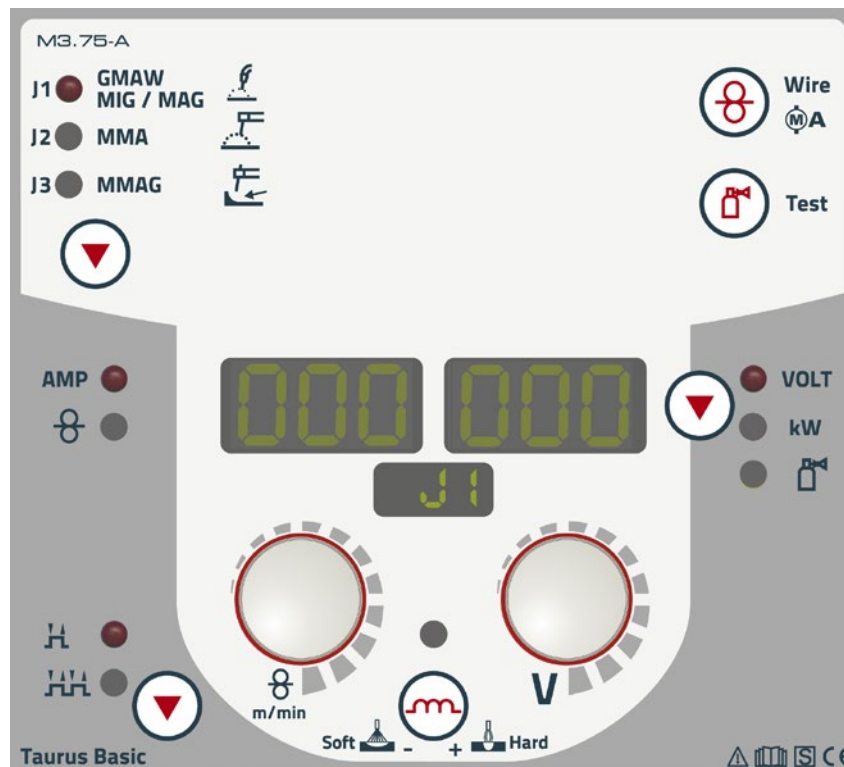 M3.75-A
J1 GMAW
MIG / MAG
J2 MMA
J3 MMAG
Wire
M A
Test
AMP
000 000
VOLT
kW
J1
m/min
V
Soft - + Hard
Taurus Basic
S CE